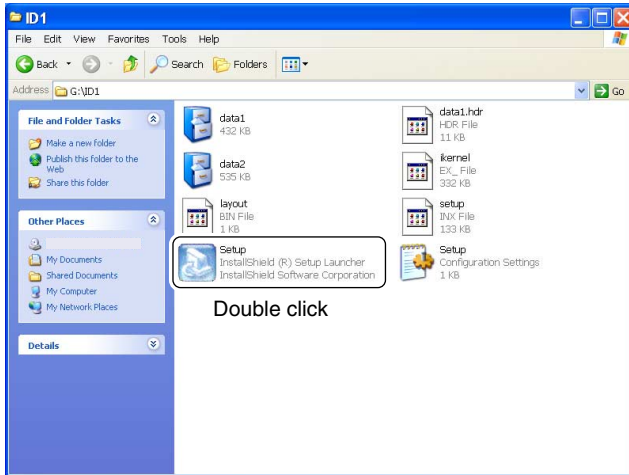 ID1
File Edit View Favorites Tools Help
Back Search Folders
Address G:\ID1 Go
File and Folder Tasks
Make a new folder
Publish this folder to the
Web
Share this folder
Other Places
My Documents
Shared Documents
My Computer
My Network Places
Details
data1
432 KB
data1.hdr
HDR File
11 KB
data2
535 KB
ikernel
EX_ File
332 KB
layout
BIN File
1 KB
setup
INX File
133 KB
Setup
InstallShield (R) Setup Launcher
InstallShield Software Corporation
Setup
Configuration Settings
1 KB
Double click